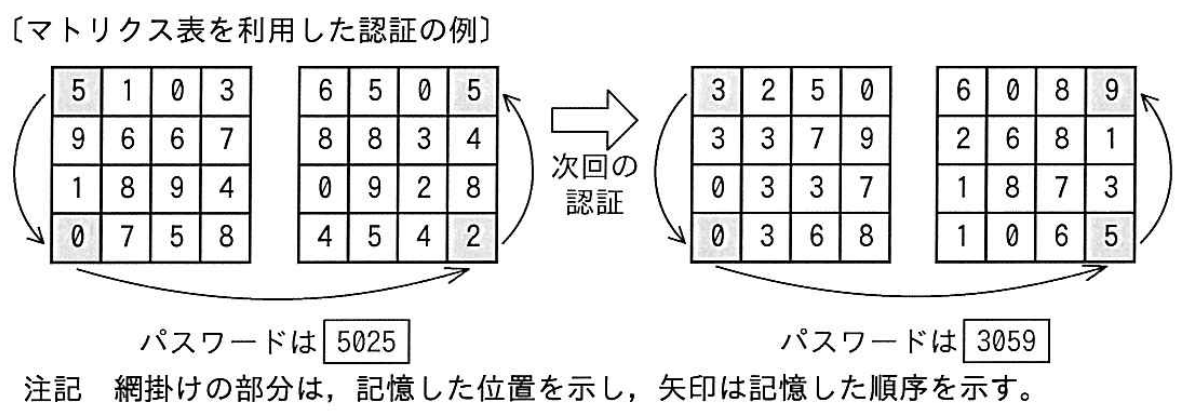 〔マトリクス表を利用した認証の例〕
5 1 0 3 6 5 0 5 3 2 5 0 6 0 8 9
9 6 6 7 8 8 3 4 3 3 7 9 2 6 8 1
1 8 9 4 0 9 2 8 0 3 3 7 1 8 7 3
0 7 5 8 4 5 4 2 0 3 6 8 1 0 6 5
次回の
認証
パスワードは 5025 パスワードは 3059
注記 網掛けの部分は，記憶した位置を示し，矢印は記憶した順序を示す。